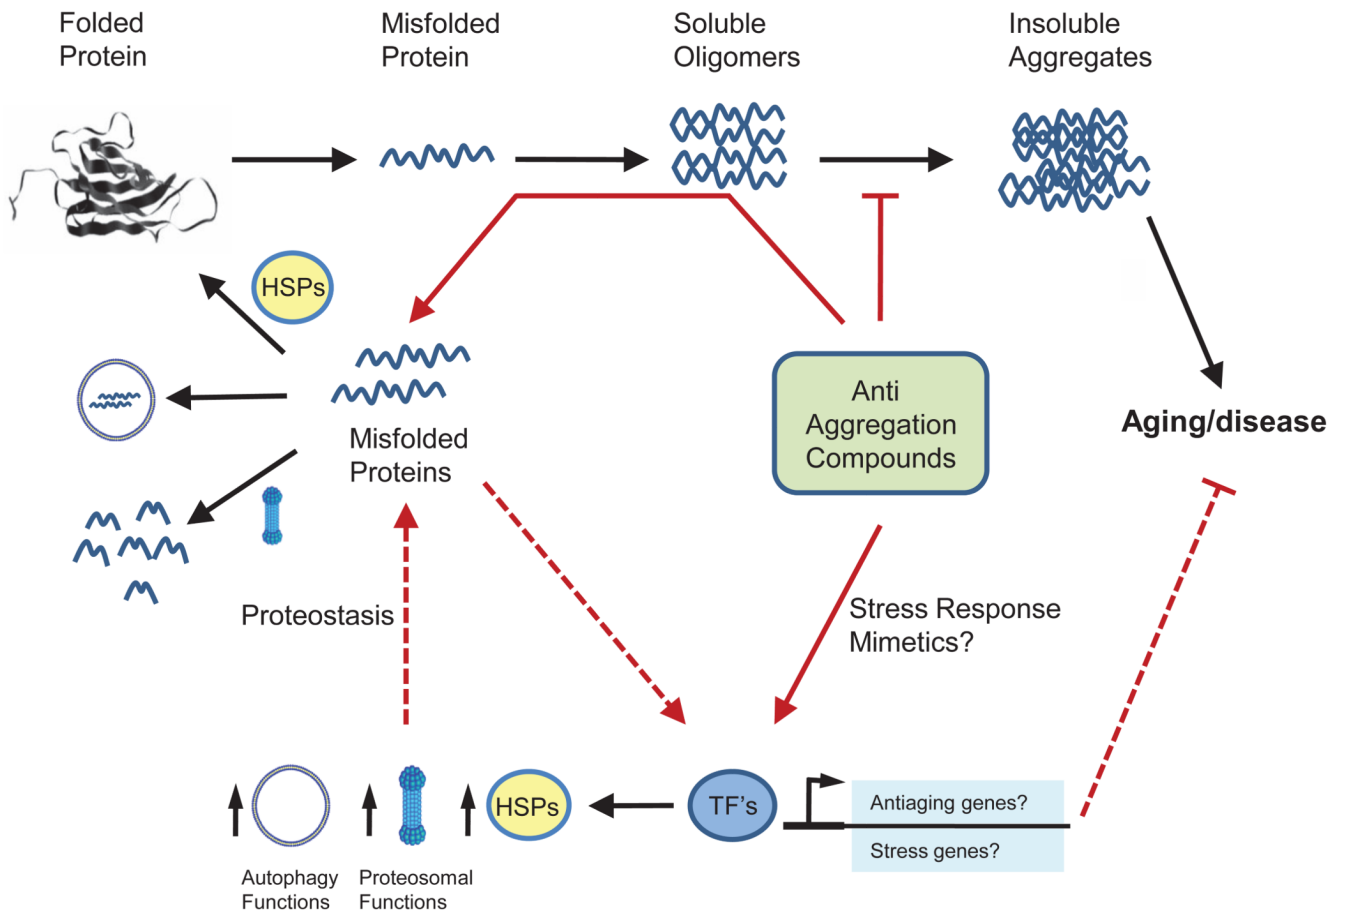 Folded
Protein
Misfolded
Protein
Soluble
Oligomers
Insoluble
Aggregates
HSPs
Misfolded
Proteins
Anti
Aggregation
Compounds
Aging/disease
Proteostasis
Stress Response
Mimetics?
HSPs
TF's
Antiaging genes?
Stress genes?
Autophagy
Functions
Proteosomal
Functions